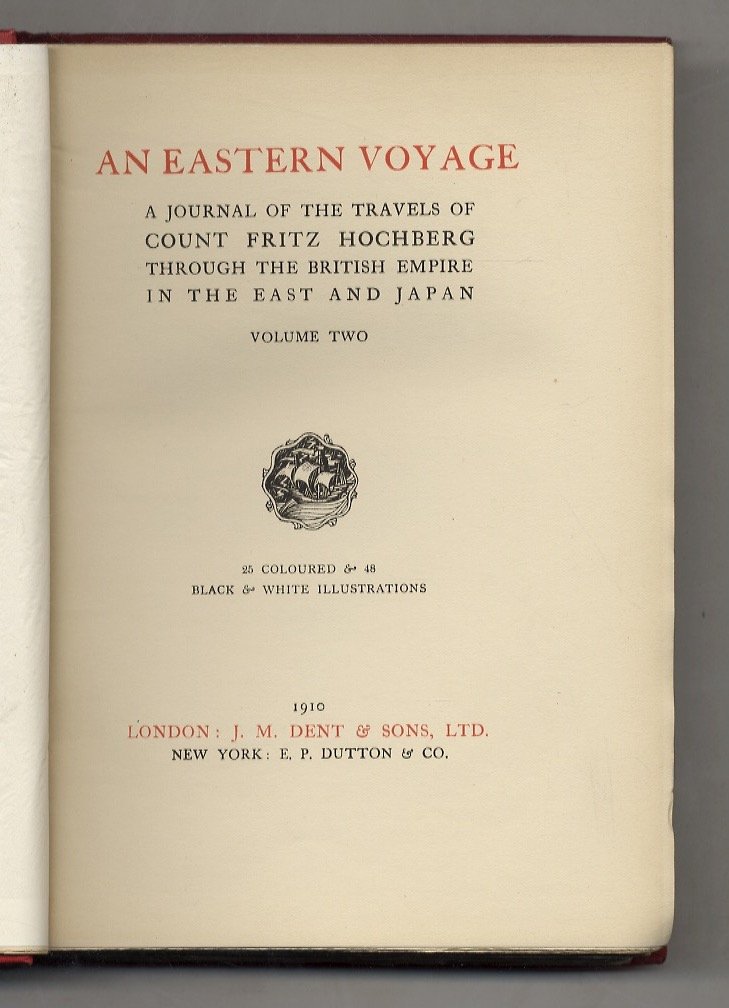 AN EASTERN VOYAGE
A JOURNAL OF THE TRAVELS OF
COUNT FRITZ HOCHBERG
THROUGH THE BRITISH EMPIRE
IN THE EAST AND JAPAN
VOLUME TWO
25 COLOURED & 48
BLACK & WHITE ILLUSTRATIONS
1910
LONDON: J. M. DENT & SONS, LTD.
NEW YORK: E. P. DUTTON & CO.